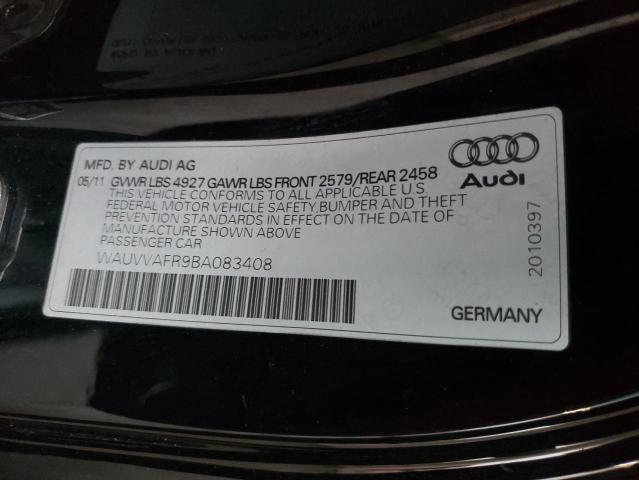 MFD. BY AUDI AG
05/11 GVWR LBS 4927 GAWR LBS FRONT 2579/REAR 2458
THIS VEHICLE CONFORMS TO ALL APPLICABLE U.S.
FEDERAL MOTOR VEHICLE SAFETY,BUMPER AND THEFT
PREVENTION STANDARDS IN EFFECT ON THE DATE OF
MANUFACTURE SHOWN ABOVE
PASSENGER CAR
WAUVVAFR9BA083408
Audi
2010397
GERMANY